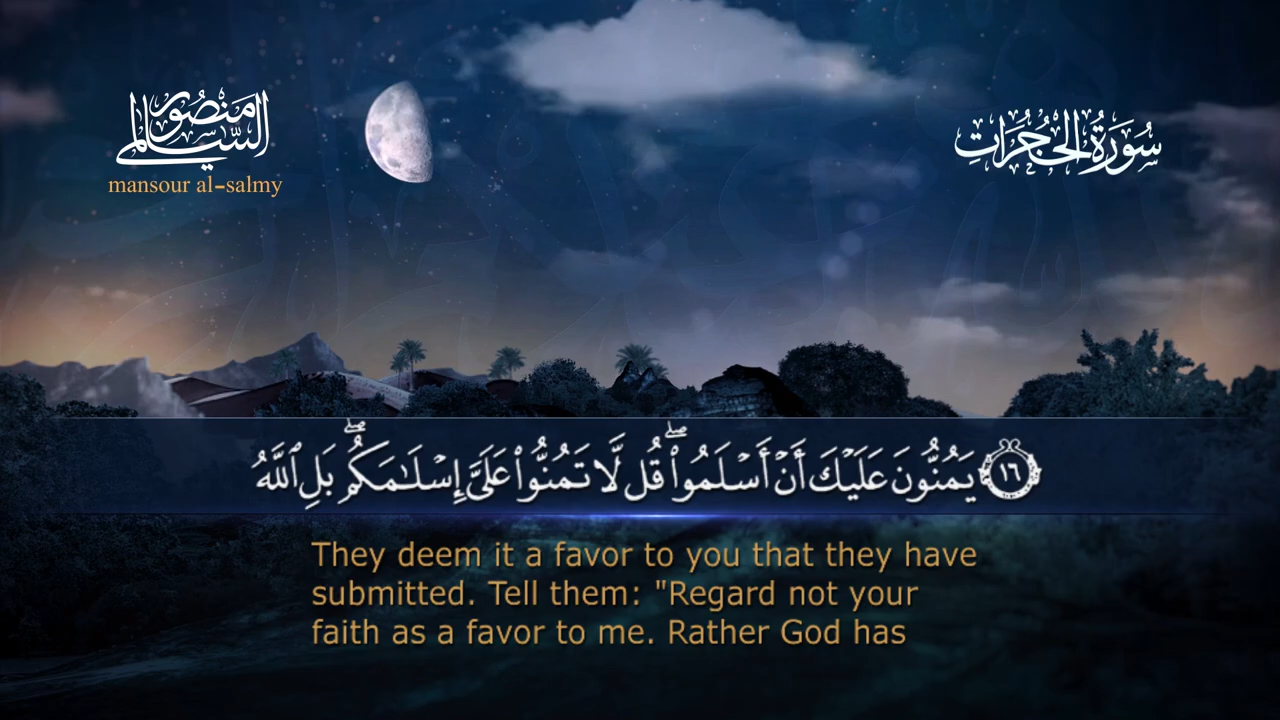 منصور السالمي
mansour al-salmy
سُورَةُ الحُجُرَاتِ
١٦ يَمُنُّونَ عَلَيْكَ أَنْ أَسْلَمُوا۟ ۖ قُل لَّا تَمُنُّوا۟ عَلَىَّ إِسْلَـٰمَكُم ۖ بَلِ ٱللَّهُ
They deem it a favor to you that they have
submitted. Tell them: "Regard not your
faith as a favor to me. Rather God has